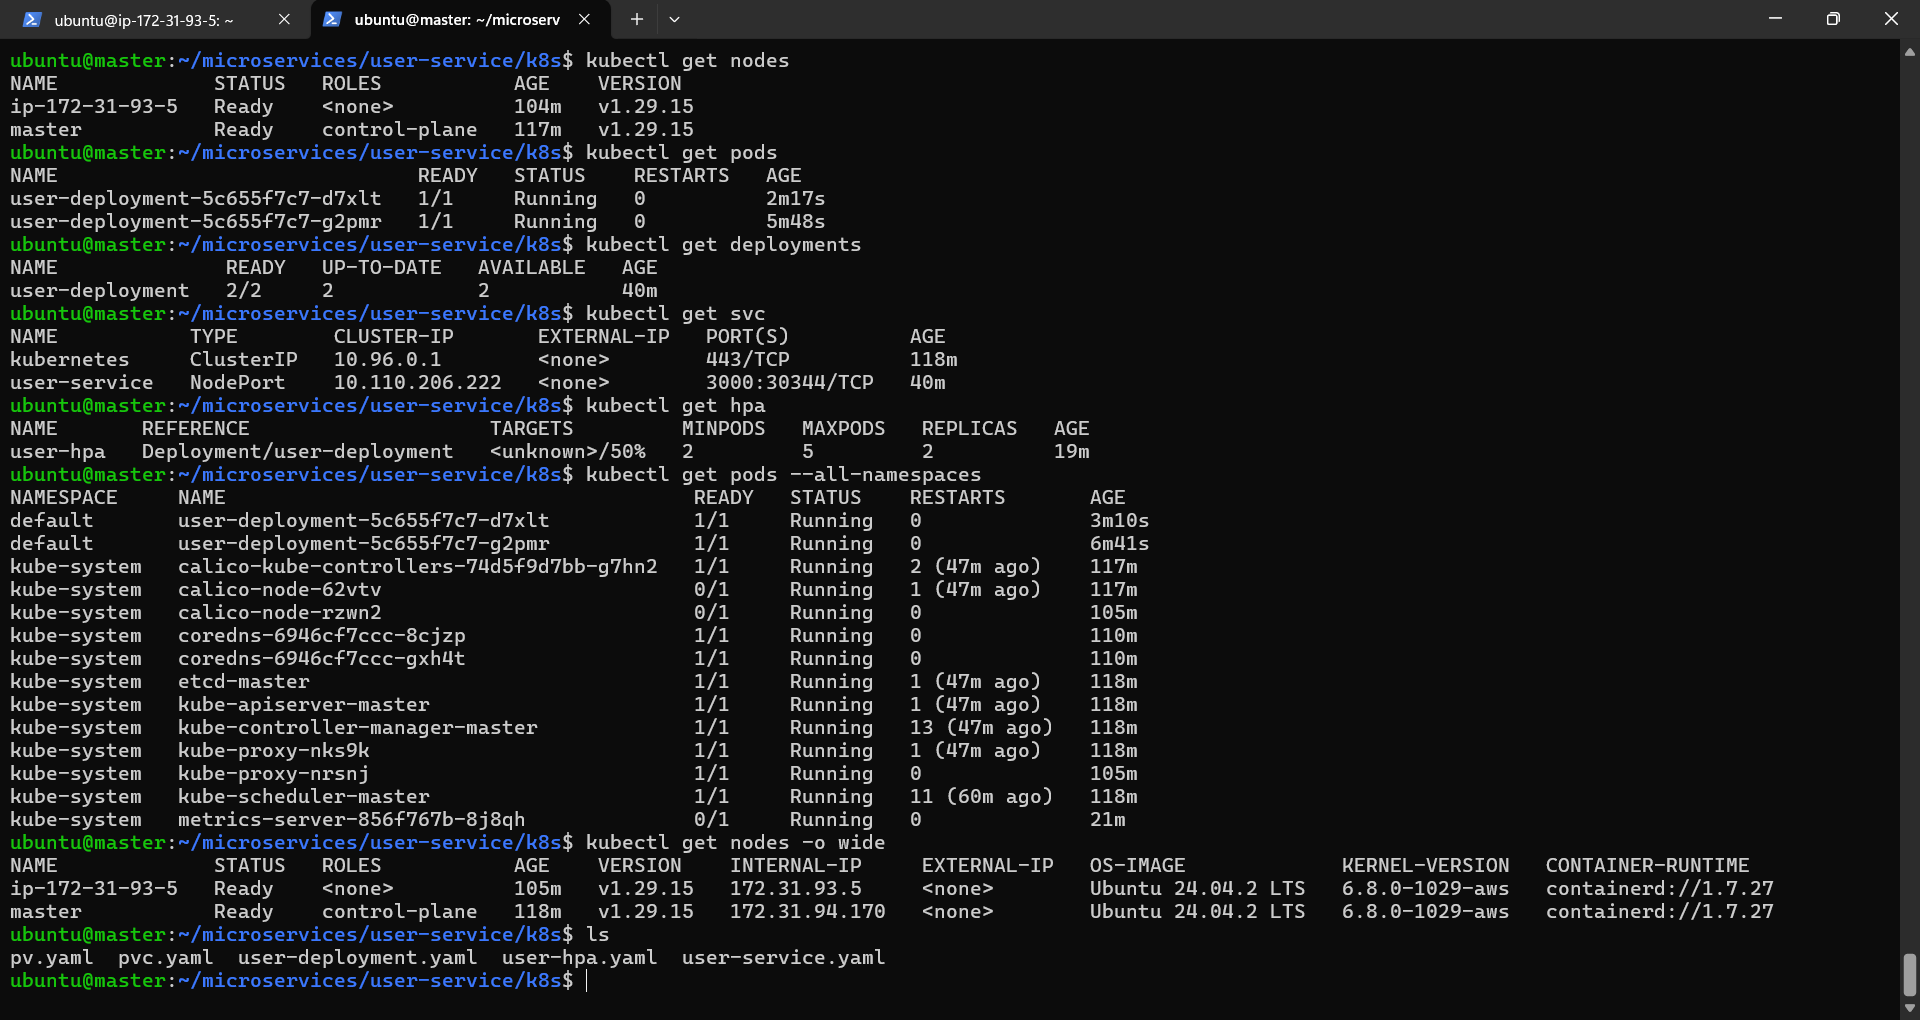 ubuntu@ip-172-31-93-5: ~
ubuntu@master: ~/microserv
ubuntu@master:~/microservices/user-service/k8s$ kubectl get nodes
NAME             STATUS   ROLES           AGE    VERSION
ip-172-31-93-5   Ready    <none>          104m   v1.29.15
master           Ready    control-plane   117m   v1.29.15
ubuntu@master:~/microservices/user-service/k8s$ kubectl get pods
NAME                              READY   STATUS    RESTARTS   AGE
user-deployment-5c655f7c7-d7xlt   1/1     Running   0          2m17s
user-deployment-5c655f7c7-g2pmr   1/1     Running   0          5m48s
ubuntu@master:~/microservices/user-service/k8s$ kubectl get deployments
NAME              READY   UP-TO-DATE   AVAILABLE   AGE
user-deployment   2/2     2            2           40m
ubuntu@master:~/microservices/user-service/k8s$ kubectl get svc
NAME           TYPE        CLUSTER-IP       EXTERNAL-IP   PORT(S)          AGE
kubernetes     ClusterIP   10.96.0.1        <none>        443/TCP          118m
user-service   NodePort    10.110.206.222   <none>        3000:30344/TCP   40m
ubuntu@master:~/microservices/user-service/k8s$ kubectl get hpa
NAME       REFERENCE                    TARGETS         MINPODS   MAXPODS   REPLICAS   AGE
user-hpa   Deployment/user-deployment   <unknown>/50%   2         5         2          19m
ubuntu@master:~/microservices/user-service/k8s$ kubectl get pods --all-namespaces
NAMESPACE     NAME                                       READY   STATUS    RESTARTS       AGE
default       user-deployment-5c655f7c7-d7xlt            1/1     Running   0              3m10s
default       user-deployment-5c655f7c7-g2pmr            1/1     Running   0              6m41s
kube-system   calico-kube-controllers-74d5f9d7bb-g7hn2   1/1     Running   2 (47m ago)    117m
kube-system   calico-node-62vtv                          0/1     Running   1 (47m ago)    117m
kube-system   calico-node-rzwn2                          0/1     Running   0              105m
kube-system   coredns-6946cf7ccc-8cjzp                   1/1     Running   0              110m
kube-system   coredns-6946cf7ccc-gxh4t                   1/1     Running   0              110m
kube-system   etcd-master                                1/1     Running   1 (47m ago)    118m
kube-system   kube-apiserver-master                      1/1     Running   1 (47m ago)    118m
kube-system   kube-controller-manager-master             1/1     Running   13 (47m ago)   118m
kube-system   kube-proxy-nks9k                           1/1     Running   1 (47m ago)    118m
kube-system   kube-proxy-nrsnj                           1/1     Running   0              105m
kube-system   kube-scheduler-master                      1/1     Running   11 (60m ago)   118m
kube-system   metrics-server-856f767b-8j8qh              0/1     Running   0              21m
ubuntu@master:~/microservices/user-service/k8s$ kubectl get nodes -o wide
NAME             STATUS   ROLES           AGE    VERSION    INTERNAL-IP     EXTERNAL-IP   OS-IMAGE             KERNEL-VERSION   CONTAINER-RUNTIME
ip-172-31-93-5   Ready    <none>          105m   v1.29.15   172.31.93.5     <none>        Ubuntu 24.04.2 LTS   6.8.0-1029-aws   containerd://1.7.27
master           Ready    control-plane   118m   v1.29.15   172.31.94.170   <none>        Ubuntu 24.04.2 LTS   6.8.0-1029-aws   containerd://1.7.27
ubuntu@master:~/microservices/user-service/k8s$ ls
pv.yaml  pvc.yaml  user-deployment.yaml  user-hpa.yaml  user-service.yaml
ubuntu@master:~/microservices/user-service/k8s$